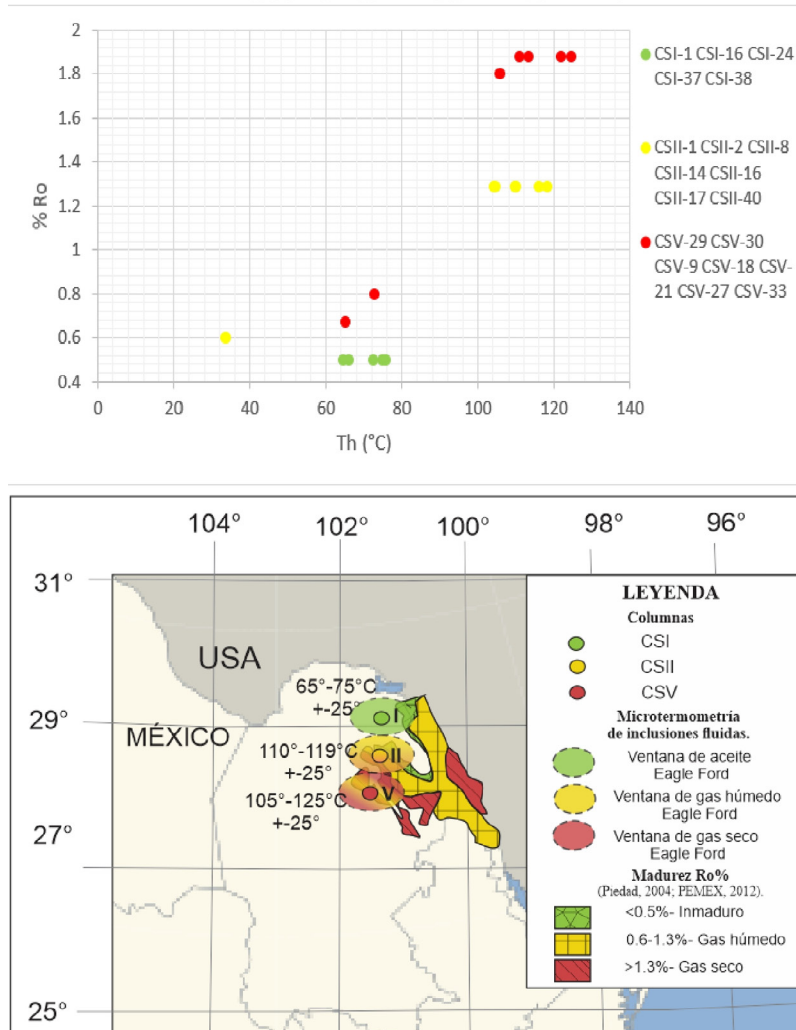 2
1.8
1.6
1.4
1.2
1
0.8
0.6
0.4
% Ro
0 20 40 60 80 100 120 140
Th (°C)
CSI-1 CSI-16 CSI-24
CSI-37 CSI-38
CSII-1 CSII-2 CSII-8
CSII-14 CSII-16
CSII-17 CSII-40
CSV-29 CSV-30
CSV-9 CSV-18 CSV-
21 CSV-27 CSV-33
104° 102° 100° 98° 96°
31°
29°
27°
25°
USA
MÉXICO
65°-75°C
+-25°
I
110°-119°C
+-25°
II
105°-125°C
+-25°
V
LEYENDA
Columnas
CSI
CSII
CSV
Microtermometría
de inclusiones fluidas.
Ventana de aceite
Eagle Ford
Ventana de gas húmedo
Eagle Ford
Ventana de gas seco
Eagle Ford
Madurez Ro%
(Piedad, 2004; PEMEX, 2012).
<0.5%- Inmaduro
0.6-1.3%- Gas húmedo
>1.3%- Gas seco